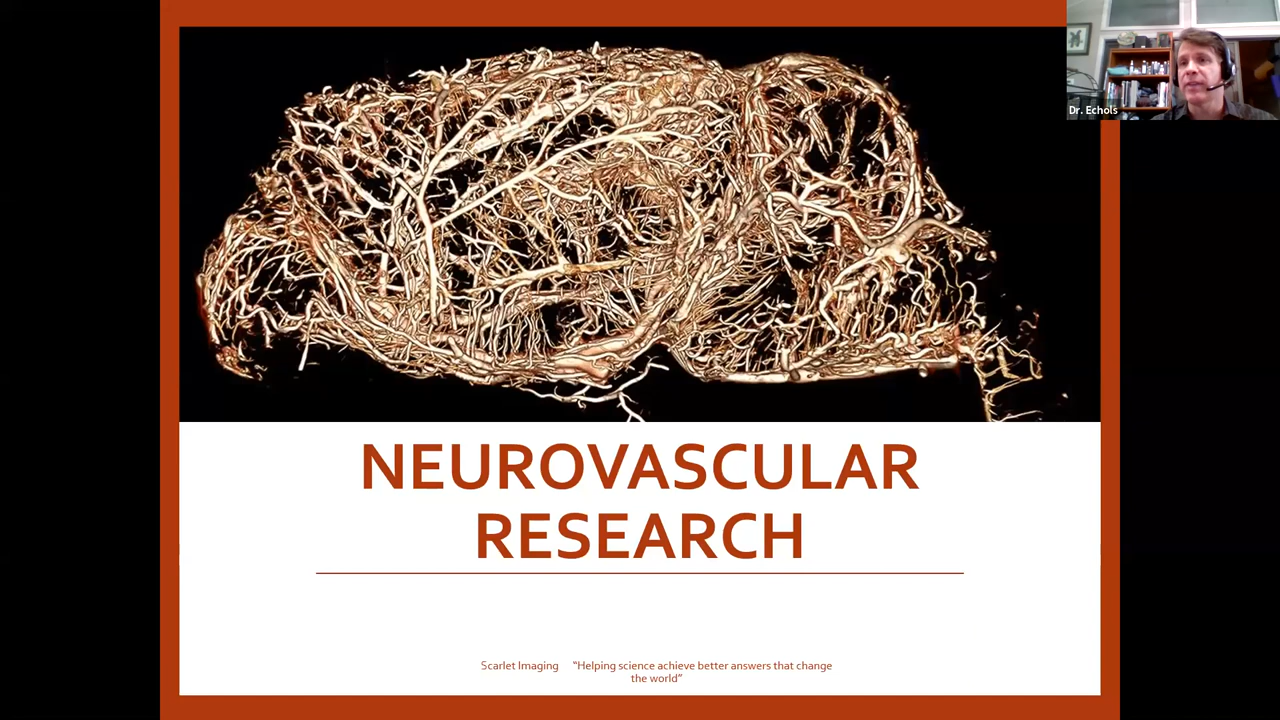 Dr. Echols
NEUROVASCULAR
RESEARCH
Scarlet Imaging “Helping science achieve better answers that change
the world”